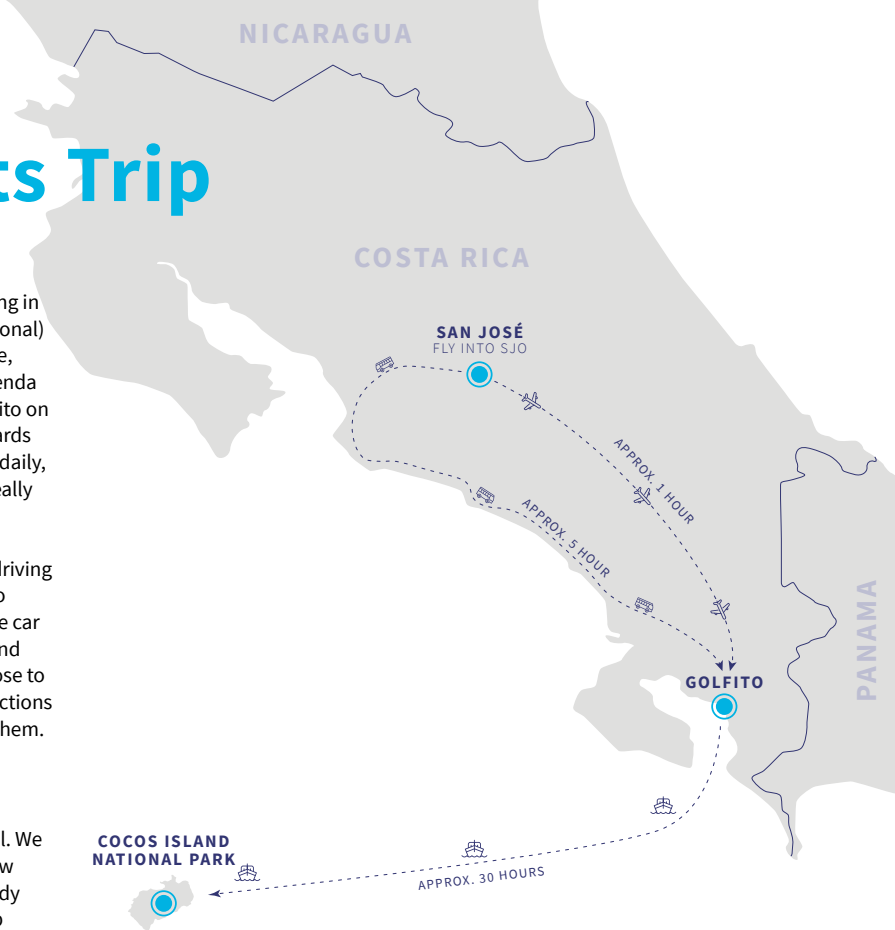 NICARAGUA
ts Trip
COSTA RICA
ng in
onal)
e,
enda
ito on
ards
daily,
eally
driving
o
e car
nd
ose to
ctions
hem.
l. We
w
dy
o
SAN JOSÉ
FLY INTO SJO
APPROX. 1 HOUR
APPROX. 5 HOUR
PANAMA
GOLFITO
COCOS ISLAND
NATIONAL PARK
APPROX. 30 HOURS